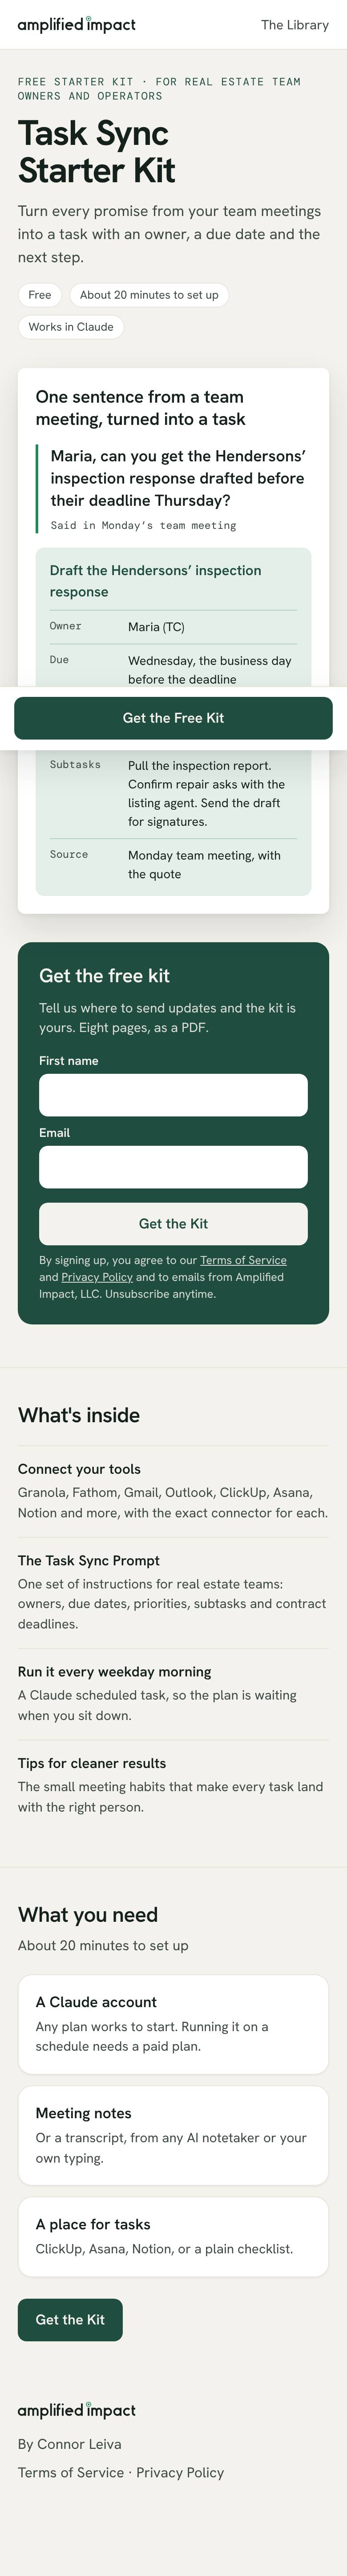 amplified impact
The Library
FREE STARTER KIT · FOR REAL ESTATE TEAM
OWNERS AND OPERATORS
Task Sync
Starter Kit
Turn every promise from your team meetings
into a task with an owner, a due date and the
next step.
Free
About 20 minutes to set up
Works in Claude
One sentence from a team
meeting, turned into a task
Maria, can you get the Hendersons’
inspection response drafted before
their deadline Thursday?
Said in Monday’s team meeting
Draft the Hendersons’ inspection
response
Owner Maria (TC)
Due Wednesday, the business day
before the deadline
Get the Free Kit
Subtasks Pull the inspection report.
Confirm repair asks with the
listing agent. Send the draft
for signatures.
Source Monday team meeting, with
the quote
Get the free kit
Tell us where to send updates and the kit is
yours. Eight pages, as a PDF.
First name
Email
Get the Kit
By signing up, you agree to our Terms of Service
and Privacy Policy and to emails from Amplified
Impact, LLC. Unsubscribe anytime.
What's inside
Connect your tools
Granola, Fathom, Gmail, Outlook, ClickUp, Asana,
Notion and more, with the exact connector for each.
The Task Sync Prompt
One set of instructions for real estate teams:
owners, due dates, priorities, subtasks and contract
deadlines.
Run it every weekday morning
A Claude scheduled task, so the plan is waiting
when you sit down.
Tips for cleaner results
The small meeting habits that make every task land
with the right person.
What you need
About 20 minutes to set up
A Claude account
Any plan works to start. Running it on a
schedule needs a paid plan.
Meeting notes
Or a transcript, from any AI notetaker or your
own typing.
A place for tasks
ClickUp, Asana, Notion, or a plain checklist.
Get the Kit
amplified impact
By Connor Leiva
Terms of Service · Privacy Policy